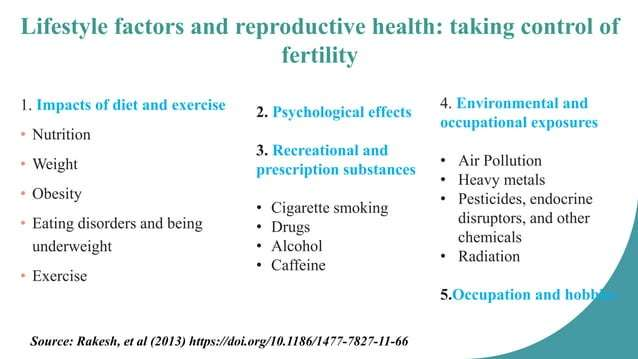 Lifestyle factors and reproductive health: taking control of
fertility
1. Impacts of diet and exercise
• Nutrition
• Weight
• Obesity
• Eating disorders and being
underweight
• Exercise
2. Psychological effects
3. Recreational and
prescription substances
• Cigarette smoking
• Drugs
• Alcohol
• Caffeine
4. Environmental and
occupational exposures
• Air Pollution
• Heavy metals
• Pesticides, endocrine
disruptors, and other
chemicals
• Radiation
5.Occupation and hobbies
Source: Rakesh, et al (2013) https://doi.org/10.1186/1477-7827-11-66